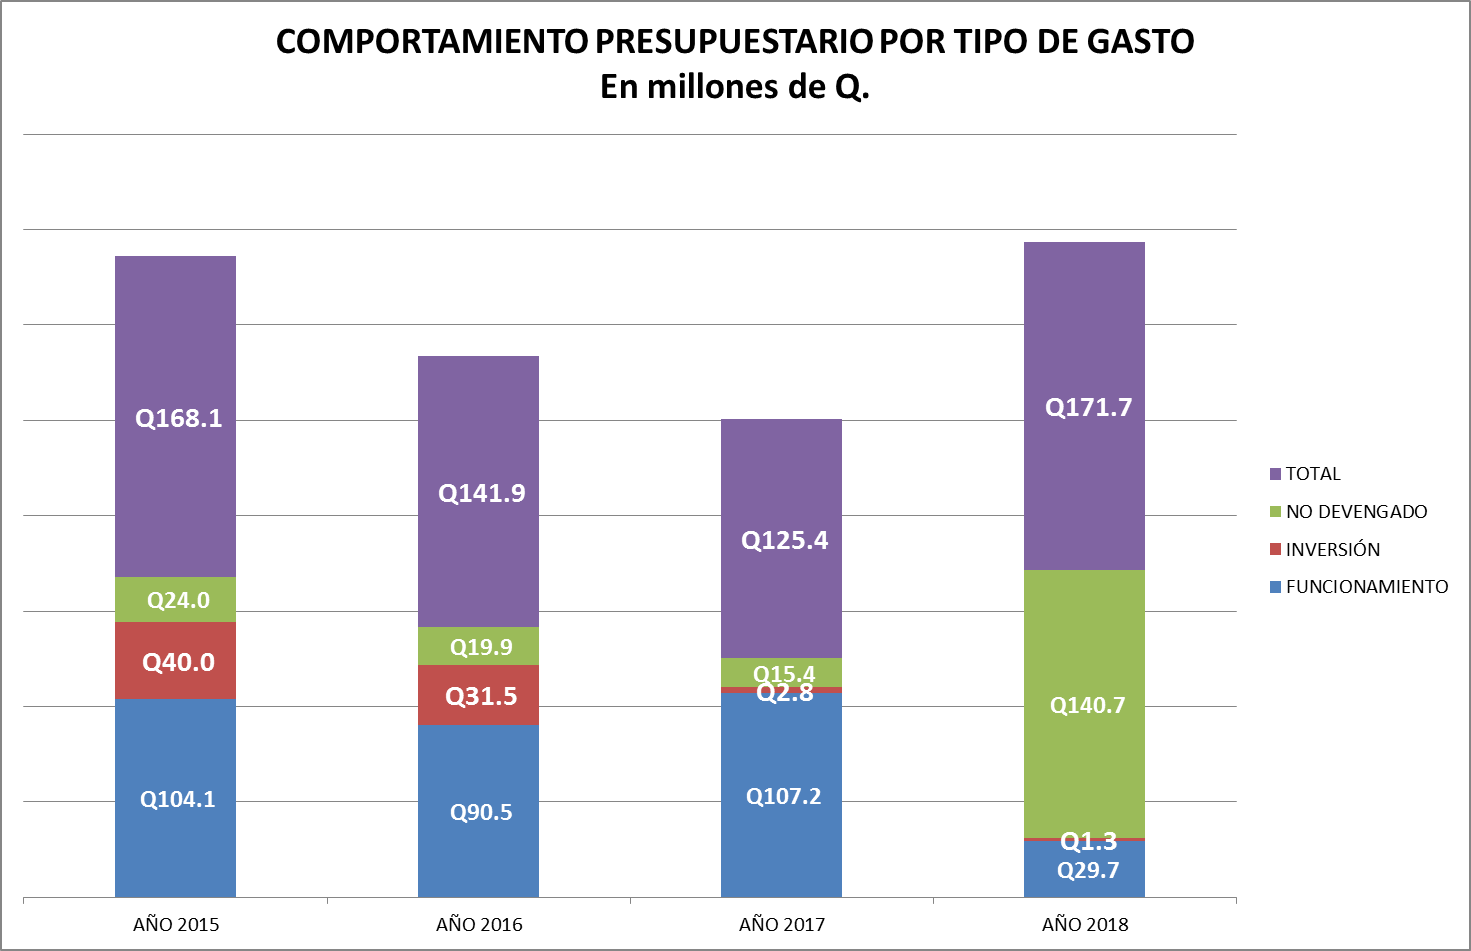 COMPORTAMIENTO PRESUPUESTARIO POR TIPO DE GASTO
En millones de Q.
Q168.1
Q24.0
Q40.0
Q104.1
Q141.9
Q19.9
Q31.5
Q90.5
Q125.4
Q15.4
Q2.8
Q107.2
Q171.7
Q140.7
Q1.3
Q29.7
AÑO 2015
AÑO 2016
AÑO 2017
AÑO 2018
TOTAL
NO DEVENGADO
INVERSIÓN
FUNCIONAMIENTO